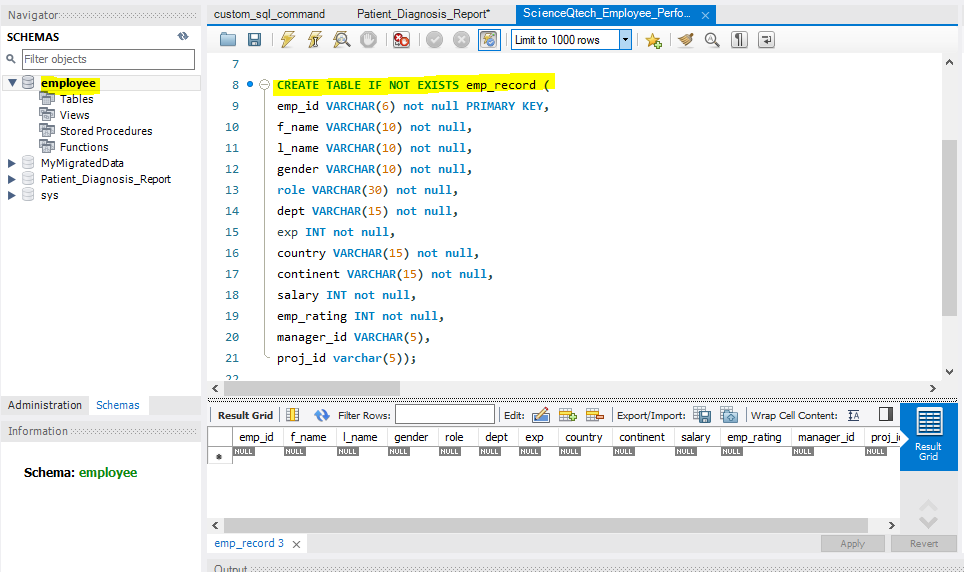 Navigator
SCHEMAS
Filter objects
employee
Tables
Views
Stored Procedures
Functions
MyMigratedData
Patient_Diagnosis_Report
sys
Administration Schemas
Information
Schema: employee
custom_sql_command Patient_Diagnosis_Report* ScienceQtech_Employee_Perfo...
Limit to 1000 rows
7
8 CREATE TABLE IF NOT EXISTS emp_record (
9 emp_id VARCHAR(6) not null PRIMARY KEY,
10 f_name VARCHAR(10) not null,
11 l_name VARCHAR(10) not null,
12 gender VARCHAR(10) not null,
13 role VARCHAR(30) not null,
14 dept VARCHAR(15) not null,
15 exp INT not null,
16 country VARCHAR(15) not null,
17 continent VARCHAR(15) not null,
18 salary INT not null,
19 emp_rating INT not null,
20 manager_id VARCHAR(5),
21 proj_id varchar(5));
22
Result Grid Filter Rows: Edit: Export/Import: Wrap Cell Content:
emp_id f_name l_name gender role dept exp country continent salary emp_rating manager_id proj_id
NULL NULL NULL NULL NULL NULL NULL NULL NULL NULL NULL NULL NULL
Result
Grid
emp_record 3 Apply Revert
Output